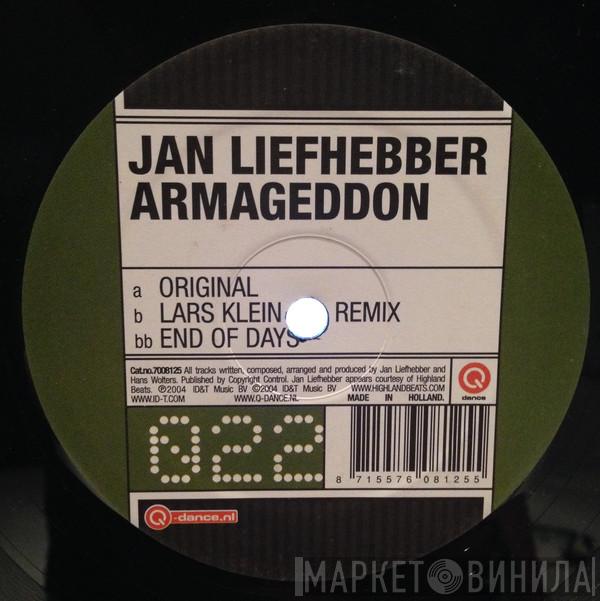 JAN LIEFHEBBER
ARMAGEDDON
a ORIGINAL
b LARS KLEIN REMIX
bb END OF DAYS
Cat.no.7008125 All tracks written, composed, arranged and produced by Jan Liefhebber and
Hans Wolters. Published by Copyright Control. Jan Liefhebber appears courtesy of Highland
Beats. ℗2004 ID&T Music BV ©2004 ID&T Music BV WWW.HIGHLANDBEATS.COM
WWW.ID-T.COM WWW.Q-DANCE.NL MADE IN HOLLAND.
Q
dance
022
8 715576 081255
Q-dance.nl
МАРКЕТ ВИНИЛА